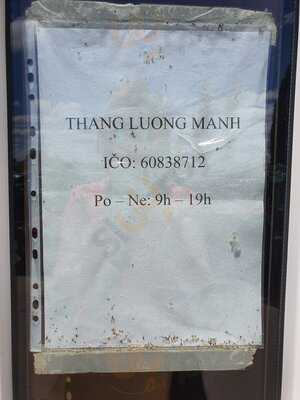 THANG LUONG MANH
IČO: 60838712
Po – Ne: 9h – 19h